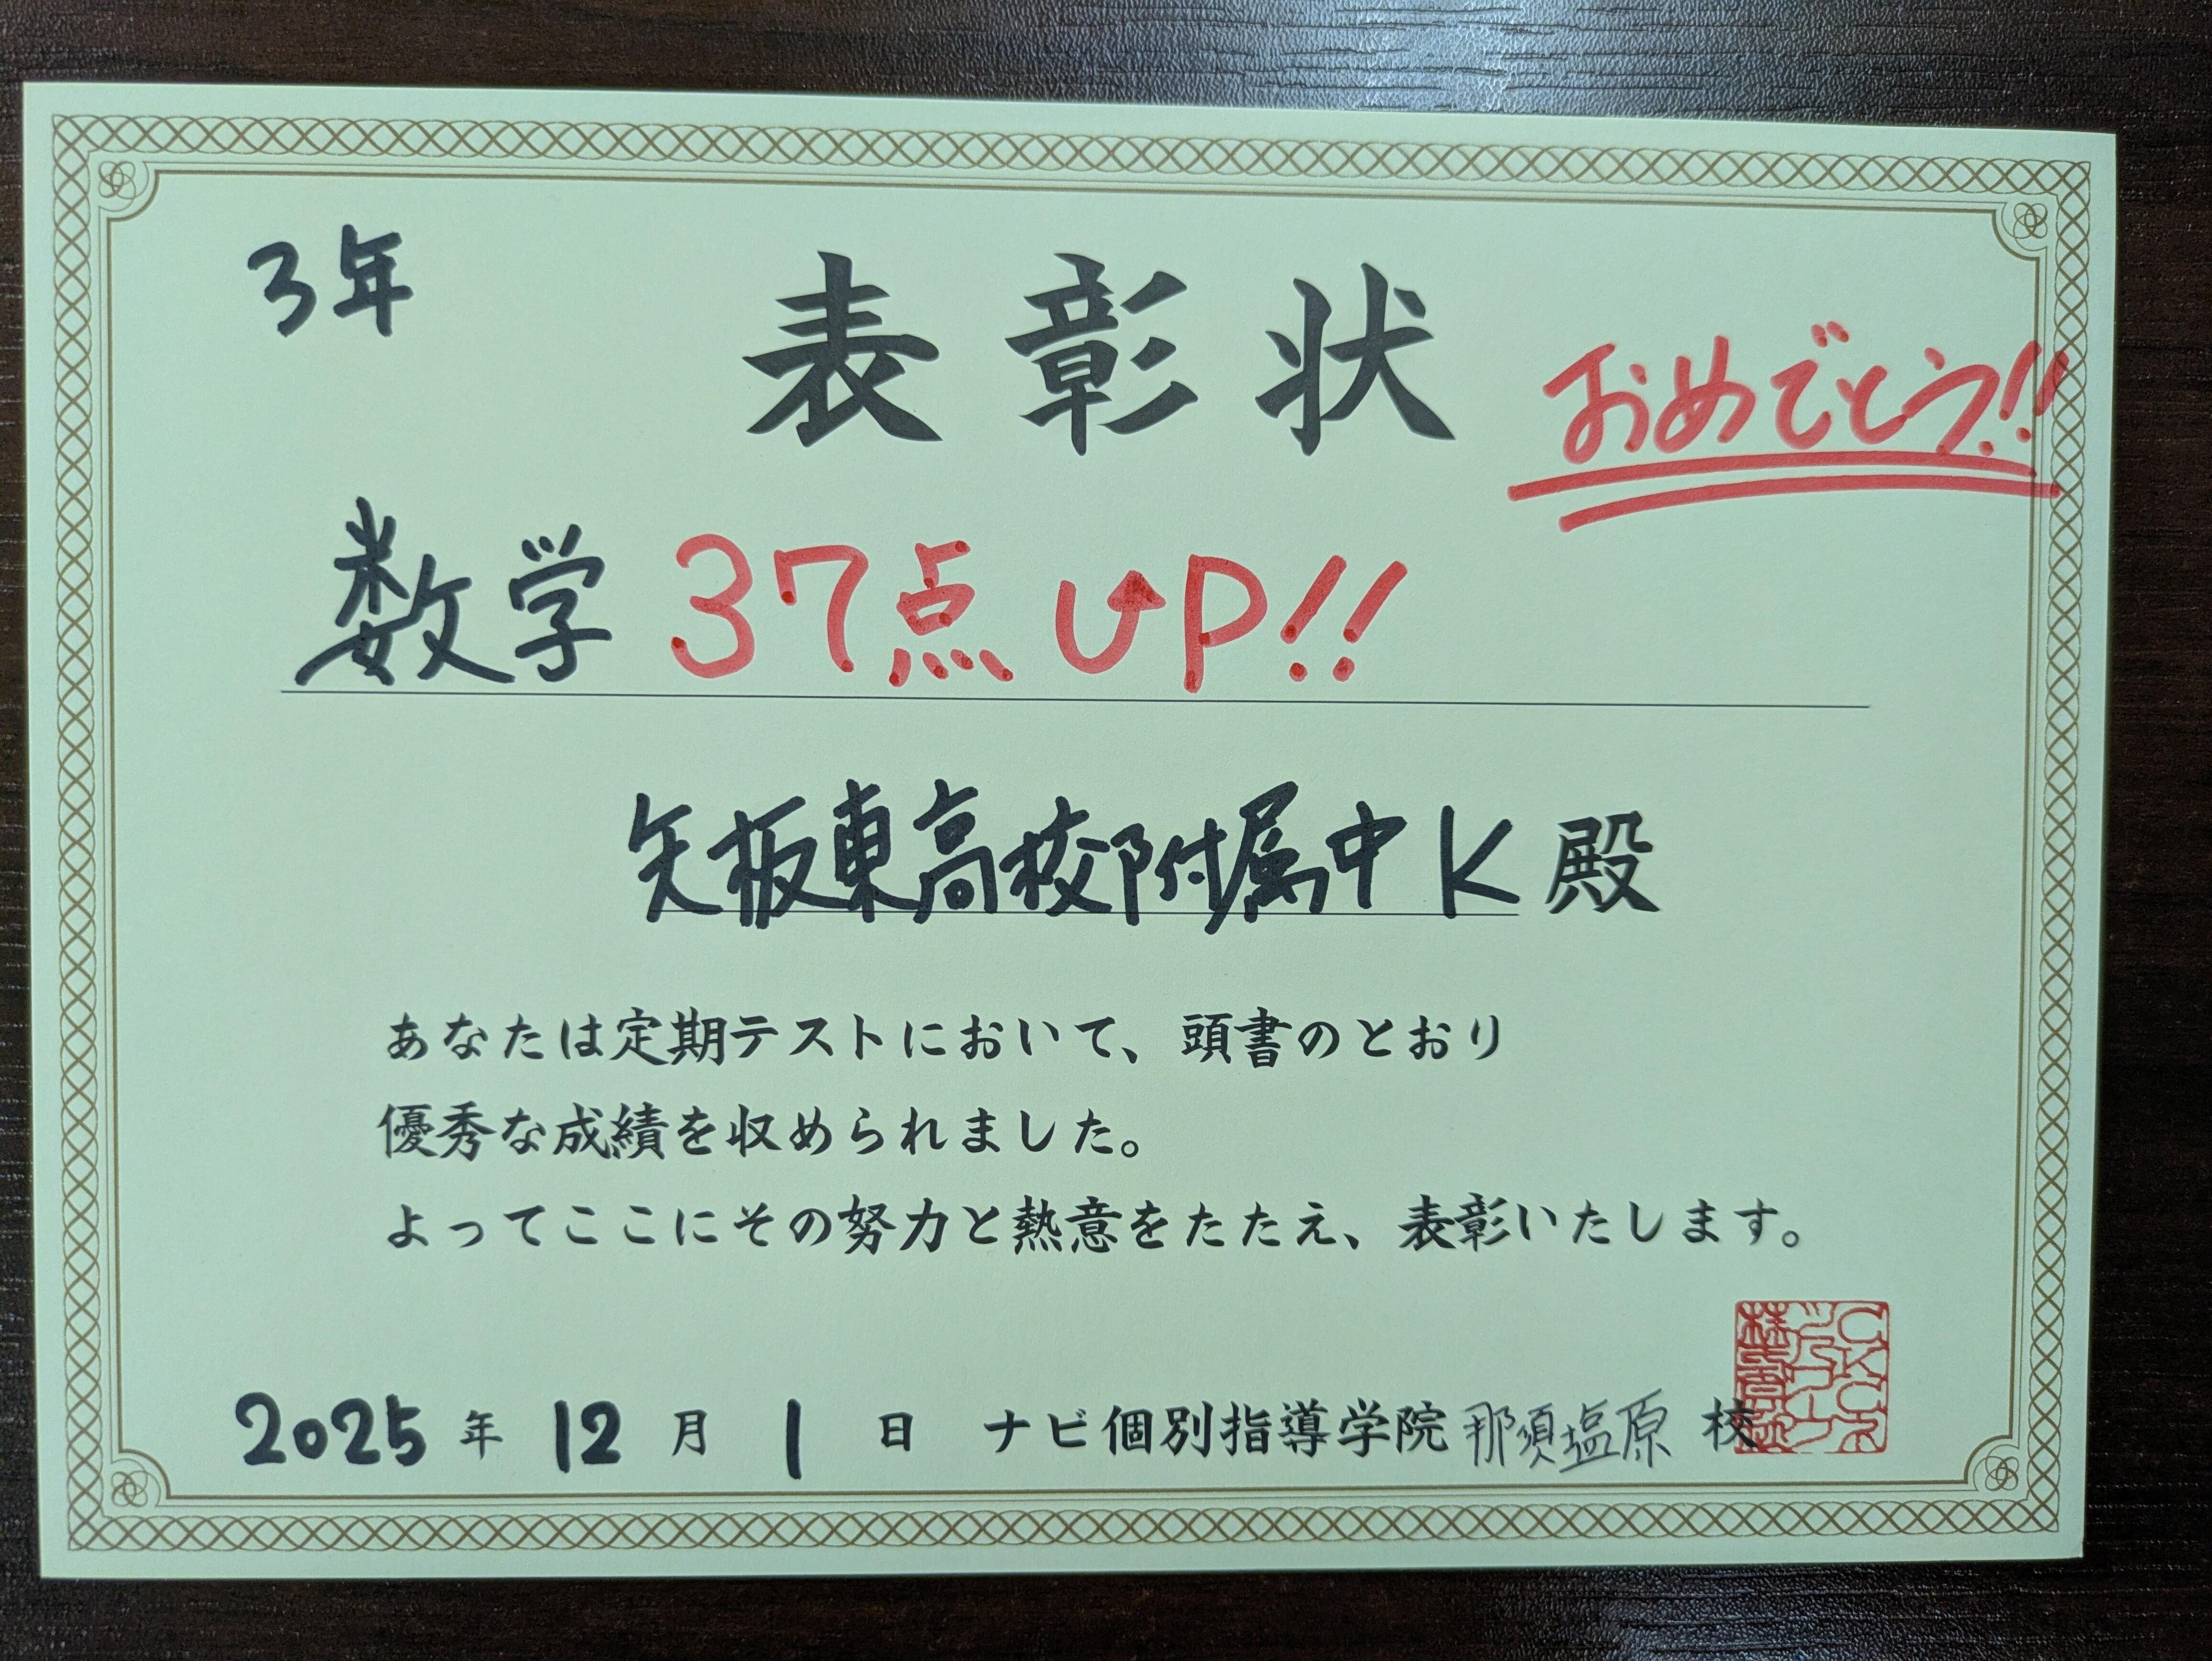 3年
表彰状
おめでとう!!
数学 37点 UP!!
矢板東高校附属中 K 殿
あなたは定期テストにおいて、頭書のとおり
優秀な成績を収められました。
よってここにその努力と熱意をたたえ、表彰いたします。
2025年 12月 1日 ナビ個別指導学院 那須塩原 校